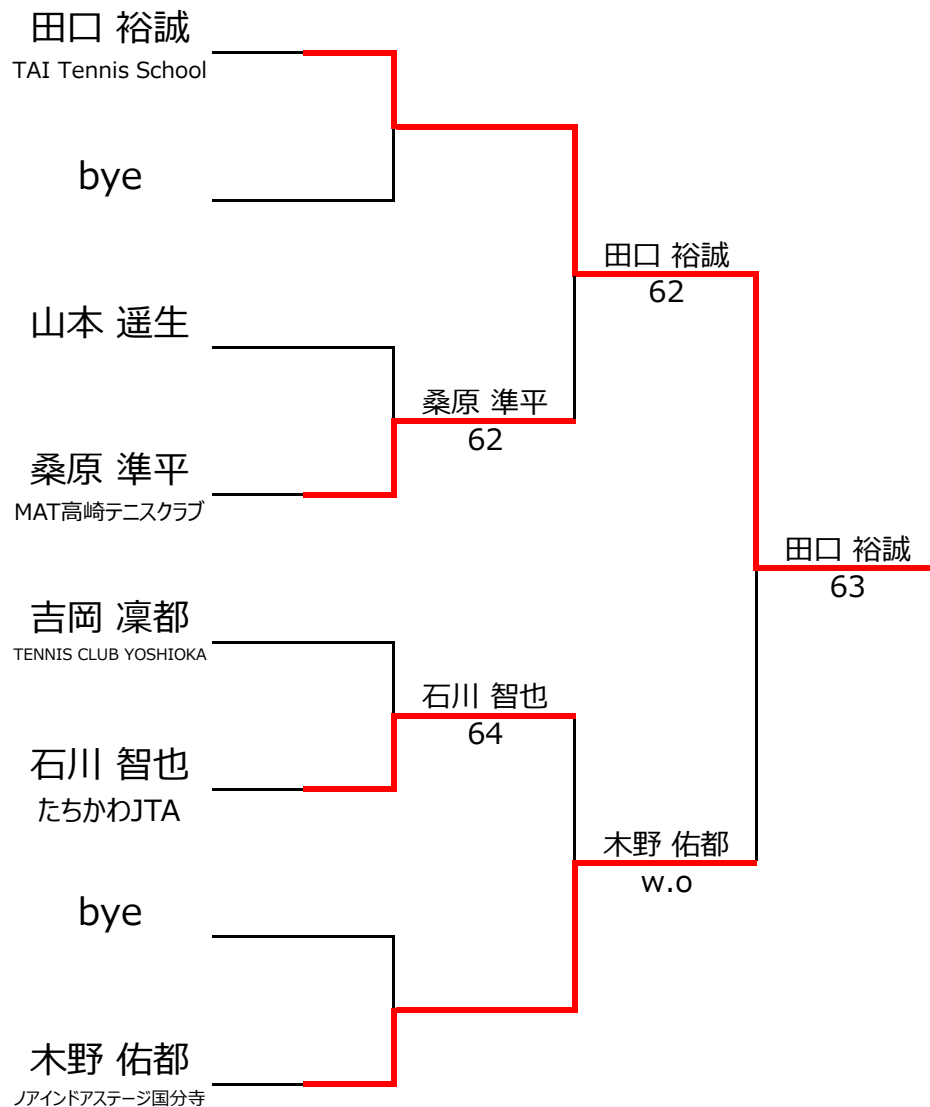 田口 裕誠
TAI Tennis School
bye
山本 遥生
桑原 準平
MAT高崎テニスクラブ
吉岡 凜都
TENNIS CLUB YOSHIOKA
石川 智也
たちかわJTA
bye
木野 佑都
ノアインドアステージ国分寺
桑原 準平
62
石川 智也
64
田口 裕誠
62
木野 佑都
w.o
田口 裕誠
63